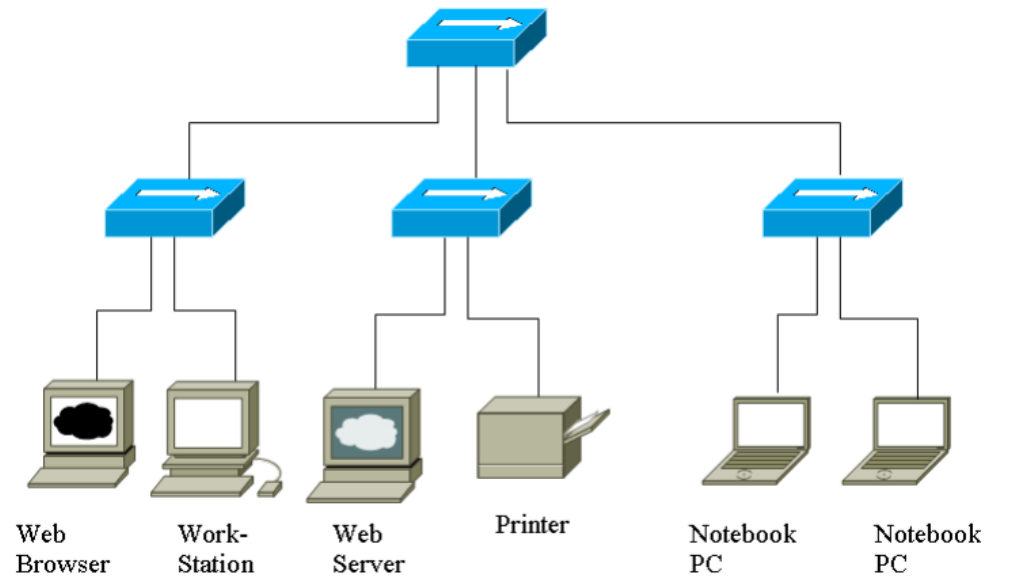 Web
Browser
Work-
Station
Web
Server
Printer
Notebook
PC
Notebook
PC